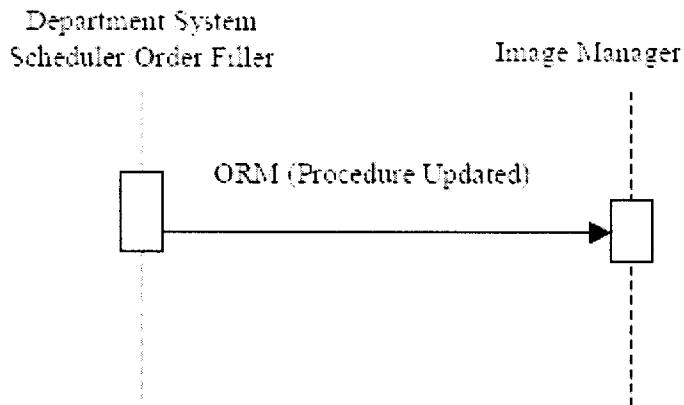 Department System
Scheduler/Order Filler
Image Manager
ORM (Procedure Updated)